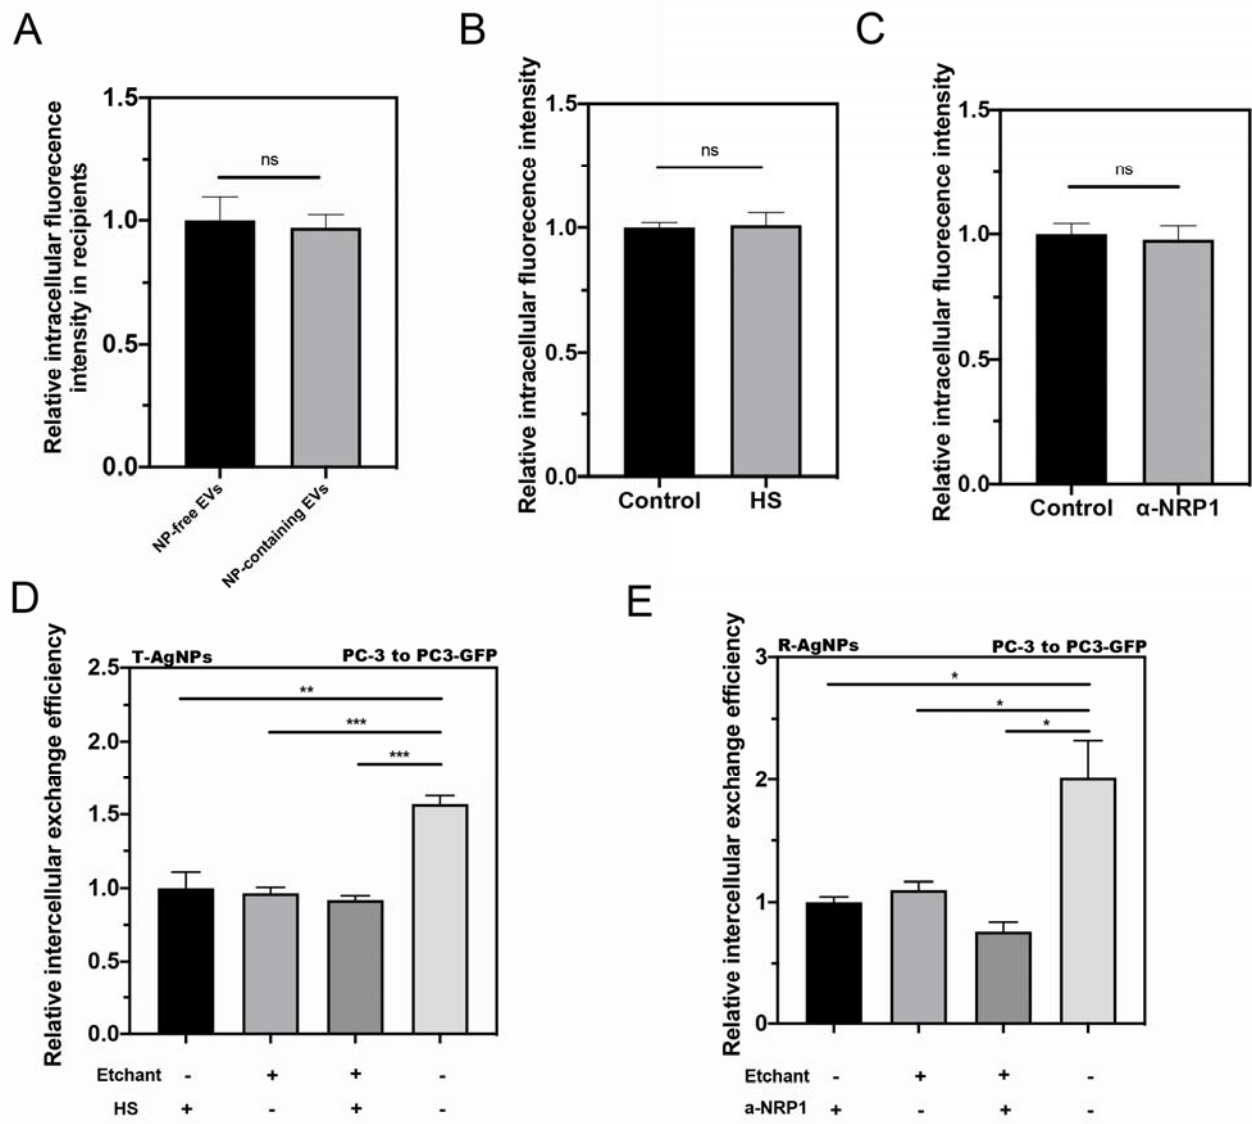 A
Relative intracellular fluorecence
intensity in recipients
1.5
1.0
0.5
0.0
ns
NP-free EVs
NP-containing EVs
B
Relative intracellular fluorecence intensity
1.5
1.0
0.5
0.0
ns
Control
HS
C
Relative intracellular fluorecence intensity
1.5
1.0
0.5
0.0
ns
Control
α-NRP1
D
Relative intercellular exchange efficiency
T-AgNPs
PC-3 to PC3-GFP
2.5
2.0
1.5
1.0
0.5
0.0
**
***
***
Etchant - + + -
HS + - + -
E
Relative intercellular exchange efficiency
R-AgNPs
PC-3 to PC3-GFP
3
2
1
0
*
*
*
Etchant - + + -
a-NRP1 + - + -